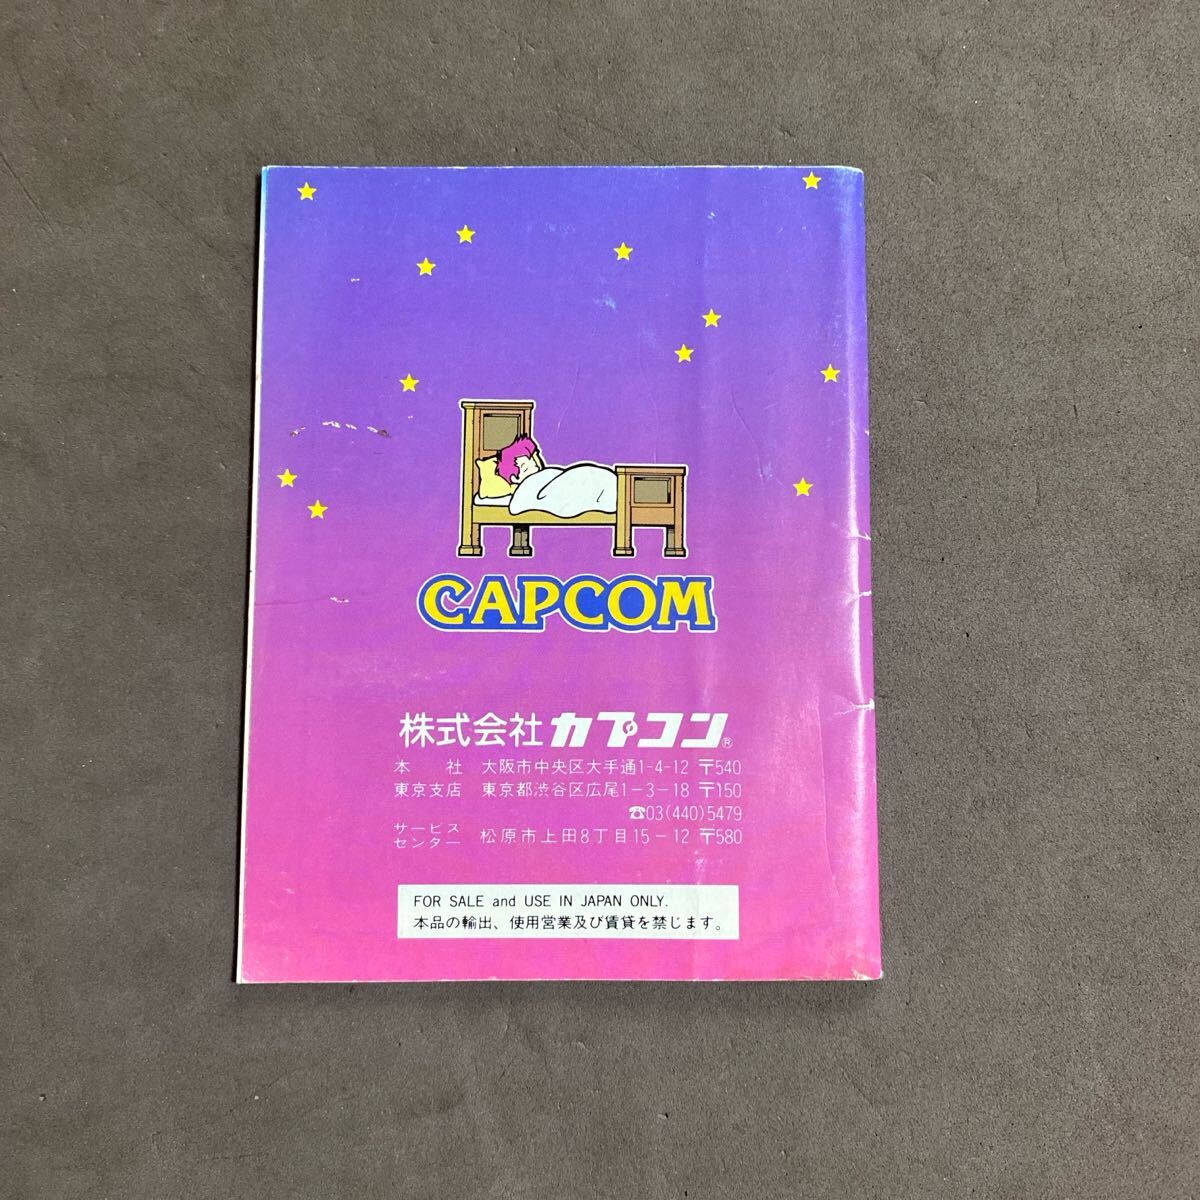 CAPCOM
株式会社カプコン®
本　社　大阪市中央区大手通1-4-12 〒540
東京支店　東京都渋谷区広尾1-3-18 〒150
☎03(440)5479
サービス
センター　松原市上田8丁目15-12 〒580
FOR SALE and USE IN JAPAN ONLY.
本品の輸出、使用営業及び賃貸を禁じます。